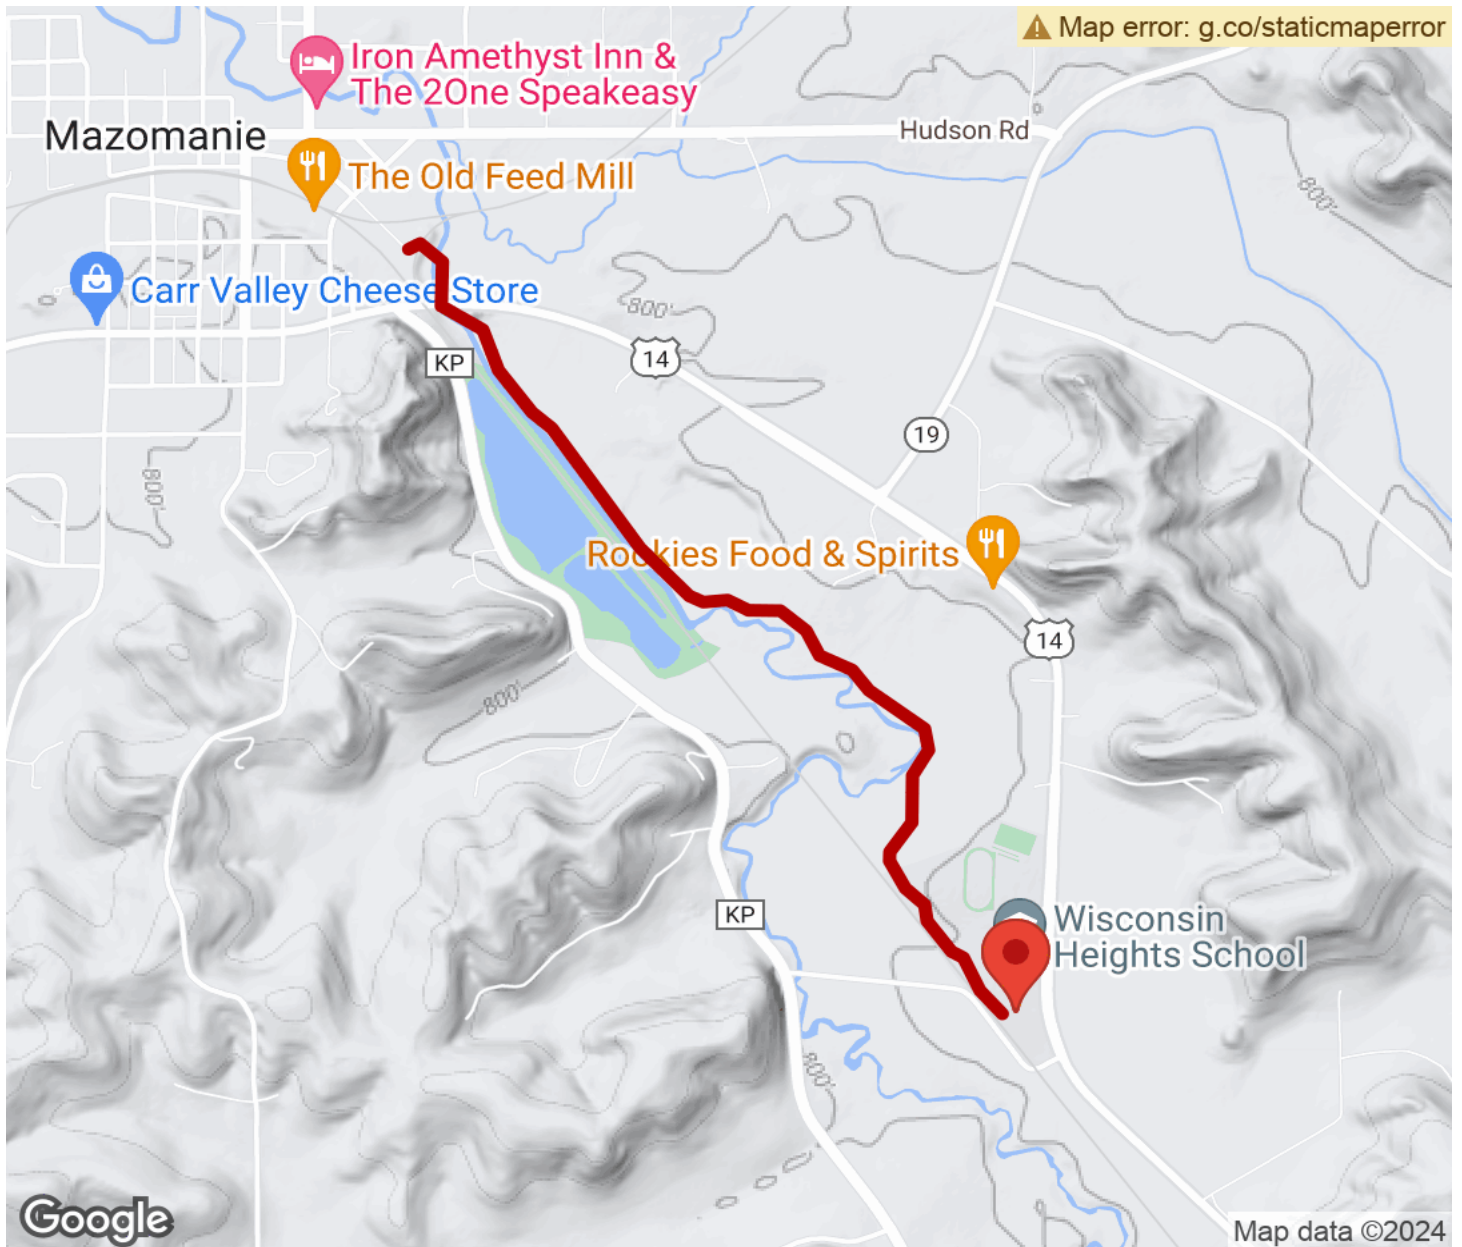 Map error: g.co/staticmaperror
Iron Amethyst Inn &
The 2One Speakeasy
Mazomanie
Hudson Rd
The Old Feed Mill
800'
Carr Valley Cheese Store
800'
14
KP
19
800'
Rookies Food & Spirits
14
800'
KP
Wisconsin
Heights School
800'
Google
Map data ©2024